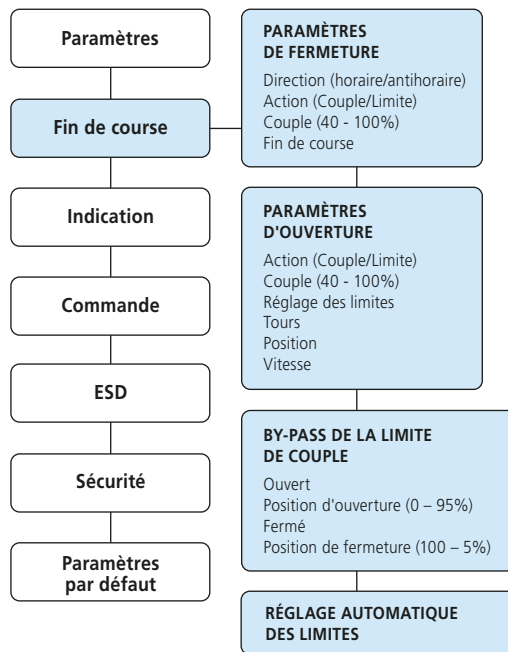 Paramètres
Fin de course
Indication
Commande
ESD
Sécurité
Paramètres
par défaut
PARAMÈTRES
DE FERMETURE
Direction (horaire/antihoraire)
Action (Couple/Limite)
Couple (40 - 100%)
Fin de course
PARAMÈTRES
D'OUVERTURE
Action (Couple/Limite)
Couple (40 - 100%)
Réglage des limites
Tours
Position
Vitesse
BY-PASS DE LA LIMITE
DE COUPLE
Ouvert
Position d'ouverture (0 – 95%)
Fermé
Position de fermeture (100 – 5%)
RÉGLAGE AUTOMATIQUE
DES LIMITES